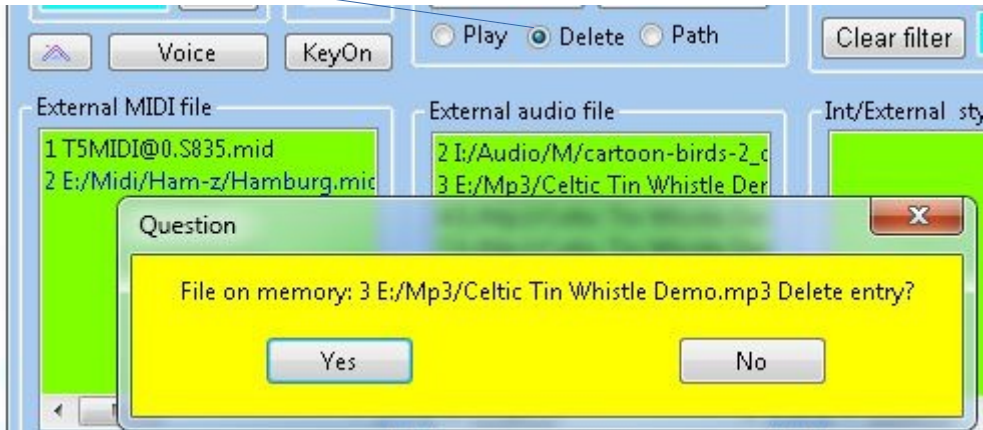 Play Delete Path
Clear filter
Voice
KeyOn
External MIDI file
External audio file
Int/External sty
1 T5MIDI@0.S835.mid
2 E:/Midi/Ham-z/Hamburg.mid
2 I:/Audio/M/cartoon-birds-2_c
3 E:/Mp3/Celtic Tin Whistle Der
Question
File on memory: 3 E:/Mp3/Celtic Tin Whistle Demo.mp3 Delete entry?
Yes
No